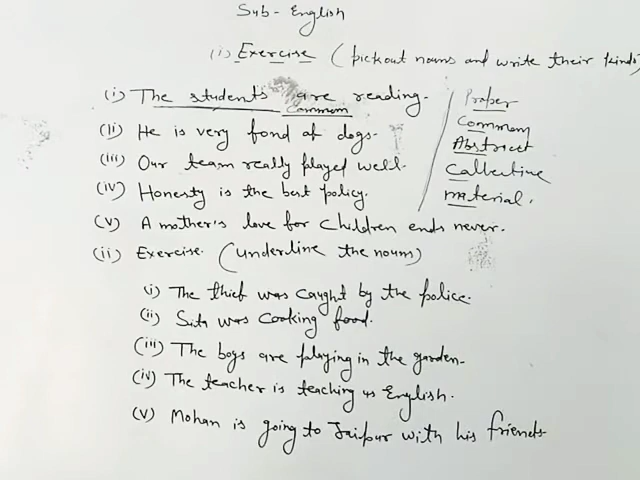 Sub - English
(i) Exercise (pickout nouns and write their kinds)
(i) The students are reading.
Common
(ii) He is very fond of dogs.
(iii) Our team really played well.
(iv) Honesty is the best policy.
(v) A mother's love for children ends never.
Proper
Common
Abstract
Collective
material.
(ii) Exercise. (underline the nouns)
(i) The thief was caught by the police.
(ii) Sita was cooking food.
(iii) The boys are playing in the garden.
(iv) The teacher is teaching us English.
(v) Mohan is going to Jaipur with his friends.